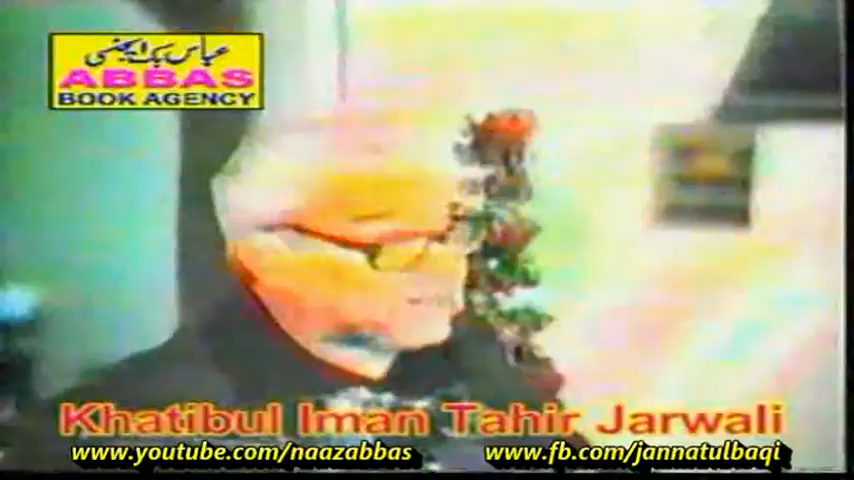 عباس بک ایجنسی
ABBAS
BOOK AGENCY
Khatibul Iman Tahir Jarwali
www.youtube.com/naazabbas
www.fb.com/jannatulbaqi